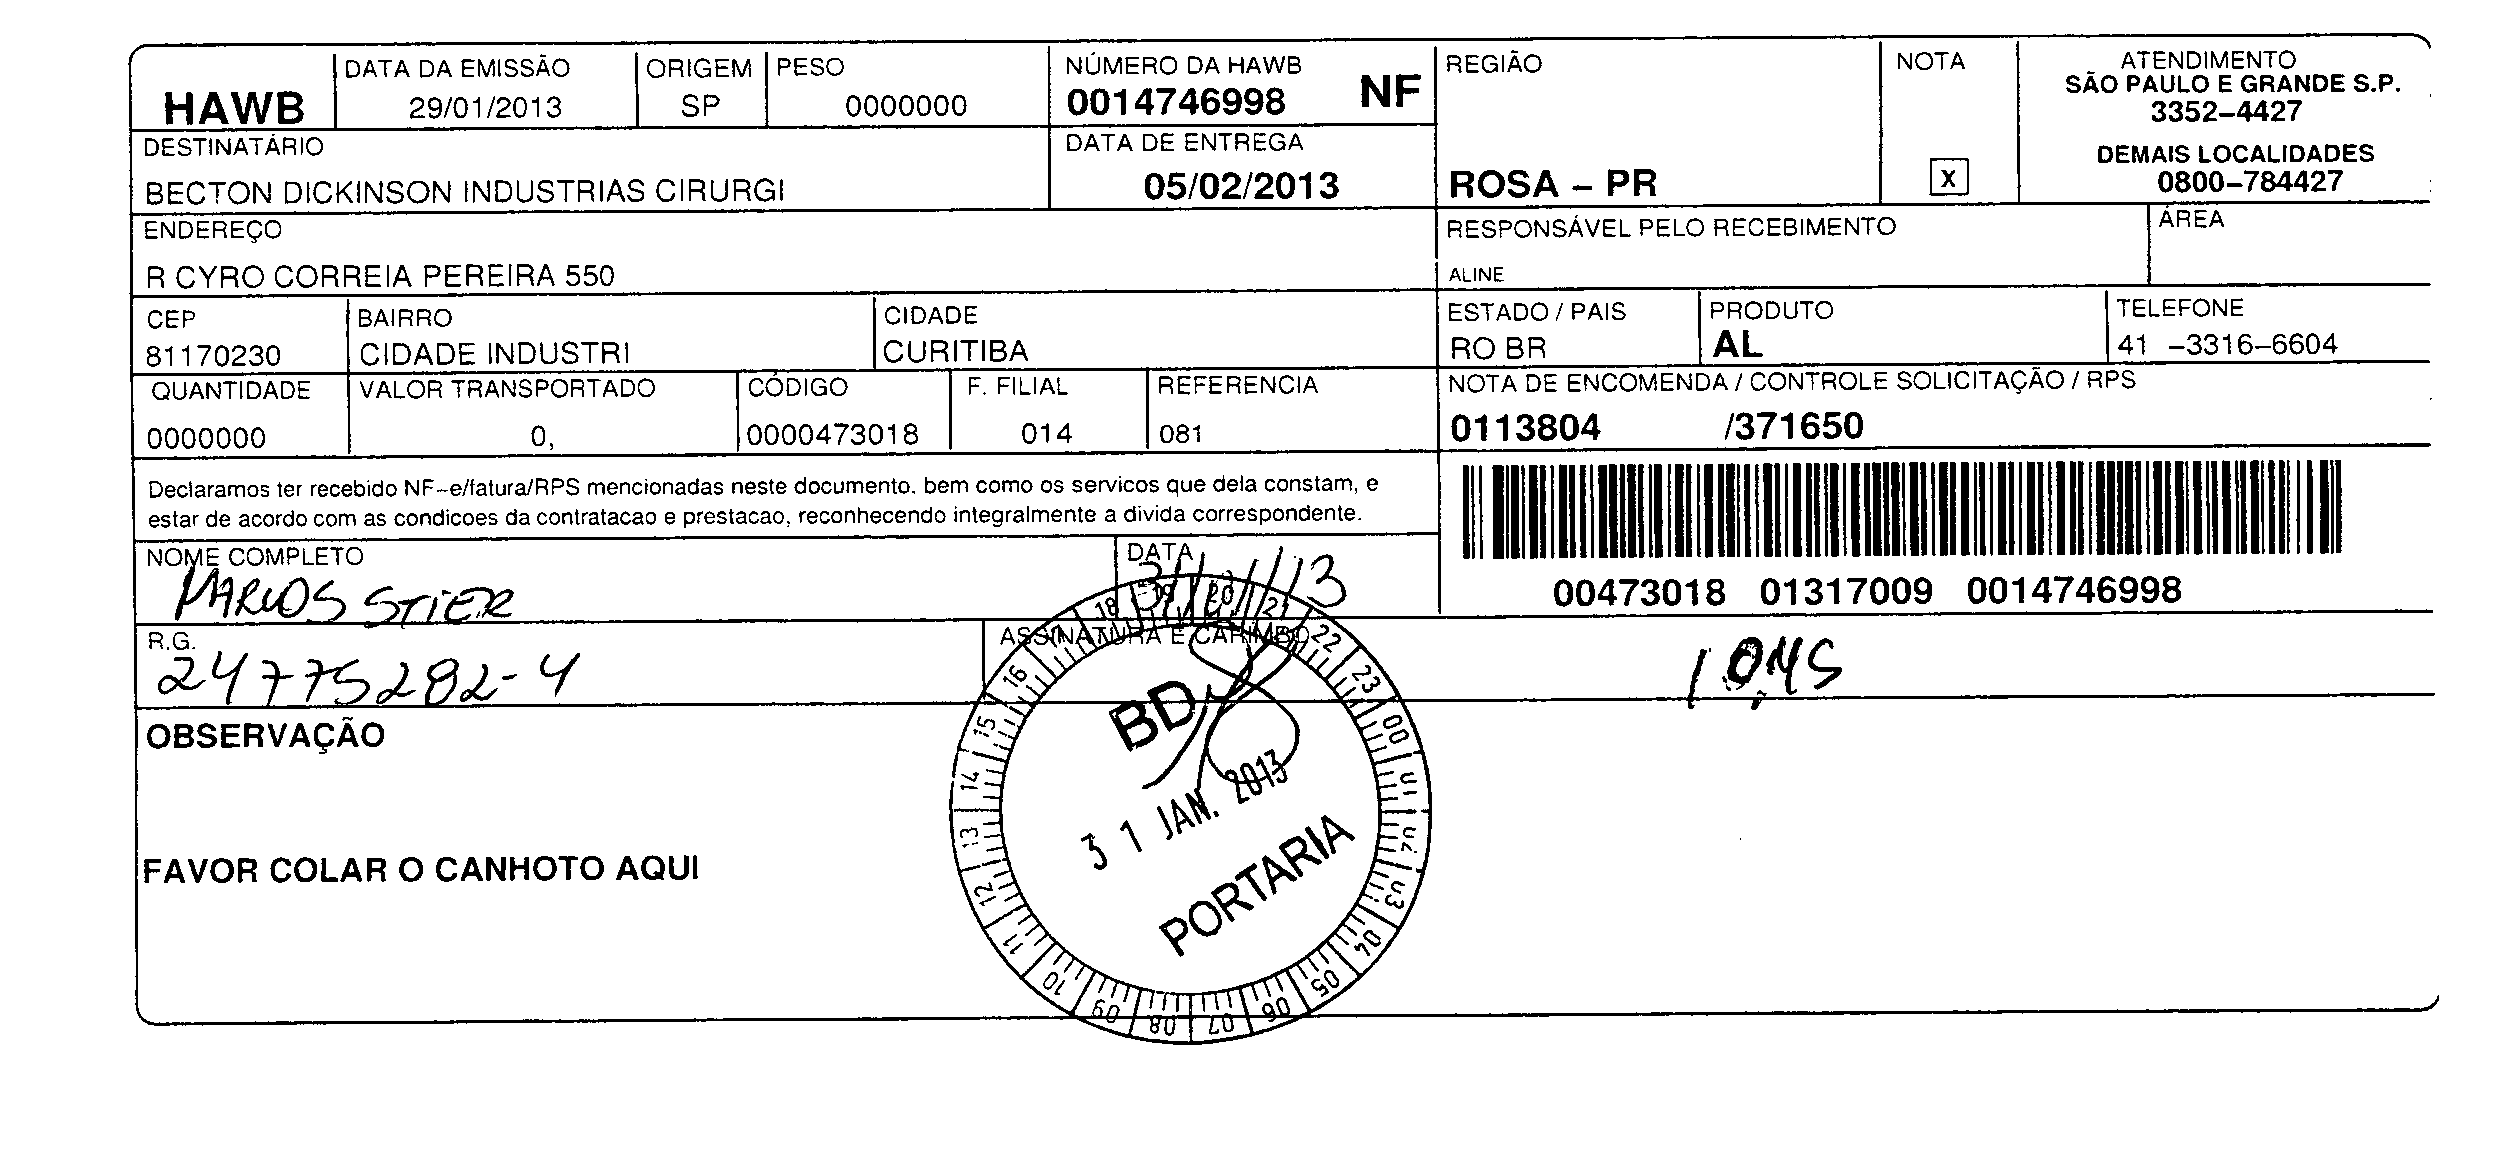 HAWB
DATA DA EMISSÃO
29/01/2013
ORIGEM
SP
PESO
0000000
NÚMERO DA HAWB
0014746998 NF
REGIÃO
ROSA – PR
NOTA
X
ATENDIMENTO
SÃO PAULO E GRANDE S.P.
3352–4427
DEMAIS LOCALIDADES
0800–784427
DESTINATÁRIO
BECTON DICKINSON INDUSTRIAS CIRURGI
DATA DE ENTREGA
05/02/2013
ENDEREÇO
R CYRO CORREIA PEREIRA 550
RESPONSÁVEL PELO RECEBIMENTO
ALINE
ÁREA
CEP
81170230
BAIRRO
CIDADE INDUSTRI
CIDADE
CURITIBA
ESTADO / PAIS
RO BR
PRODUTO
AL
TELEFONE
41 –3316–6604
QUANTIDADE
0000000
VALOR TRANSPORTADO
0,
CÓDIGO
0000473018
F. FILIAL
014
REFERENCIA
081
NOTA DE ENCOMENDA / CONTROLE SOLICITAÇÃO / RPS
0113804 /371650
Declaramos ter recebido NF–e/fatura/RPS mencionadas neste documento. bem como os servicos que dela constam, e
estar de acordo com as condicoes da contratacao e prestacao, reconhecendo integralmente a divida correspondente.
00473018 01317009 0014746998
NOME COMPLETO
MARCOS STIER
DATA
31/1/13
R.G.
24775282-4
ASSINATURA E CARIMBO
OBSERVAÇÃO
FAVOR COLAR O CANHOTO AQUI
BD
31 JAN. 2013
PORTARIA
00 01 02 03 04 05 06 07 08 09 10 11 12 13 14 15 16 17 18 19 20 21 22 23